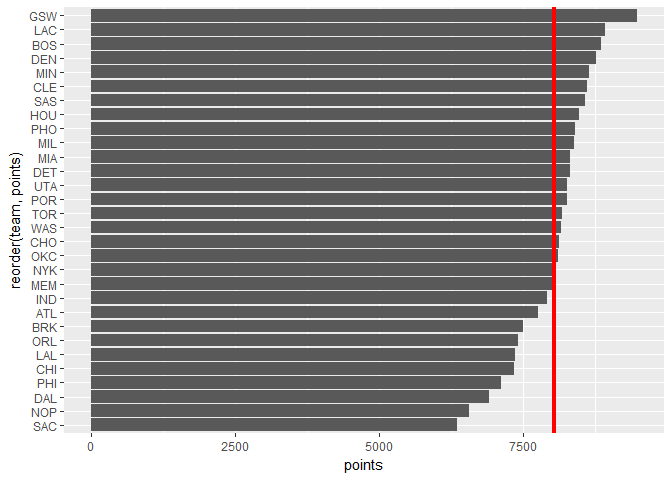 GSW
LAC
BOS
DEN
MIN
CLE
SAS
HOU
PHO
MIL
MIA
DET
UTA
POR
TOR
WAS
CHO
OKC
NYK
MEM
IND
ATL
BRK
ORL
LAL
CHI
PHI
DAL
NOP
SAC
reorder(team, points)
0 2500 5000 7500
points